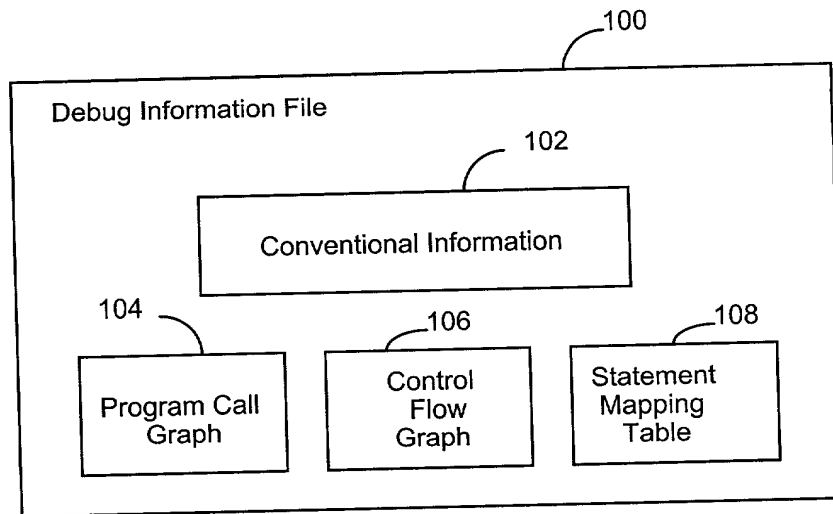 100
Debug Information File
102
Conventional Information
104
106
108
Program Call
Graph
Control
Flow
Graph
Statement
Mapping
Table